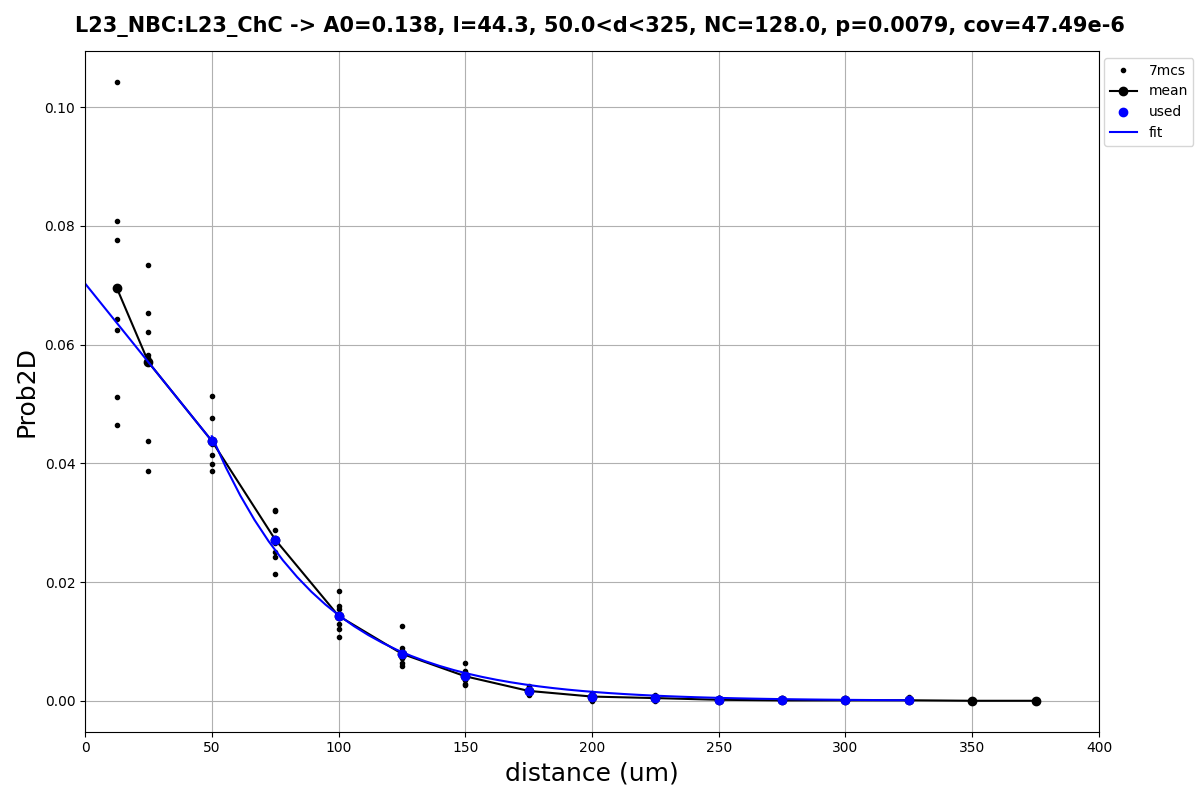 L23_NBC:L23_ChC -> A0=0.138, l=44.3, 50.0<d<325, NC=128.0, p=0.0079, cov=47.49e-6
7mcs
mean
used
fit
0.10
0.08
0.06
0.04
0.02
0.00
Prob2D
0 50 100 150 200 250 300 350 400
distance (um)